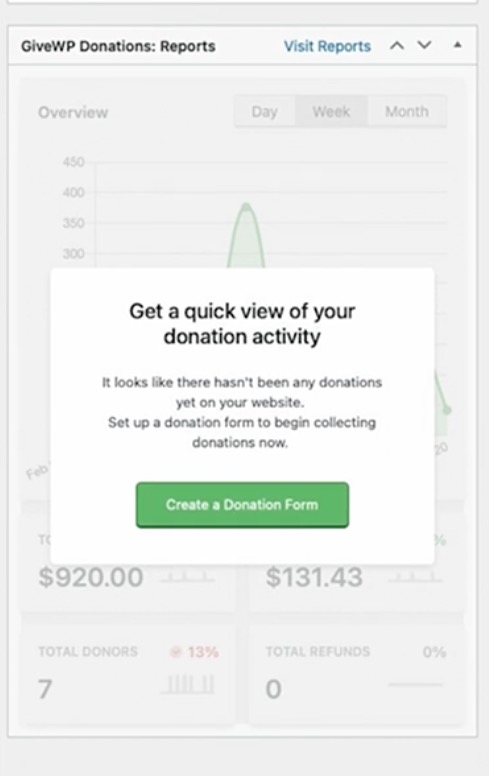 GiveWP Donations: Reports Visit Reports
Overview Day Week Month
450
400
350
300
Get a quick view of your
donation activity
It looks like there hasn't been any donations
yet on your website.
Set up a donation form to begin collecting
donations now.
Create a Donation Form
Feb
20
TO
%
$920.00 $131.43
TOTAL DONORS 13% TOTAL REFUNDS 0%
7 0